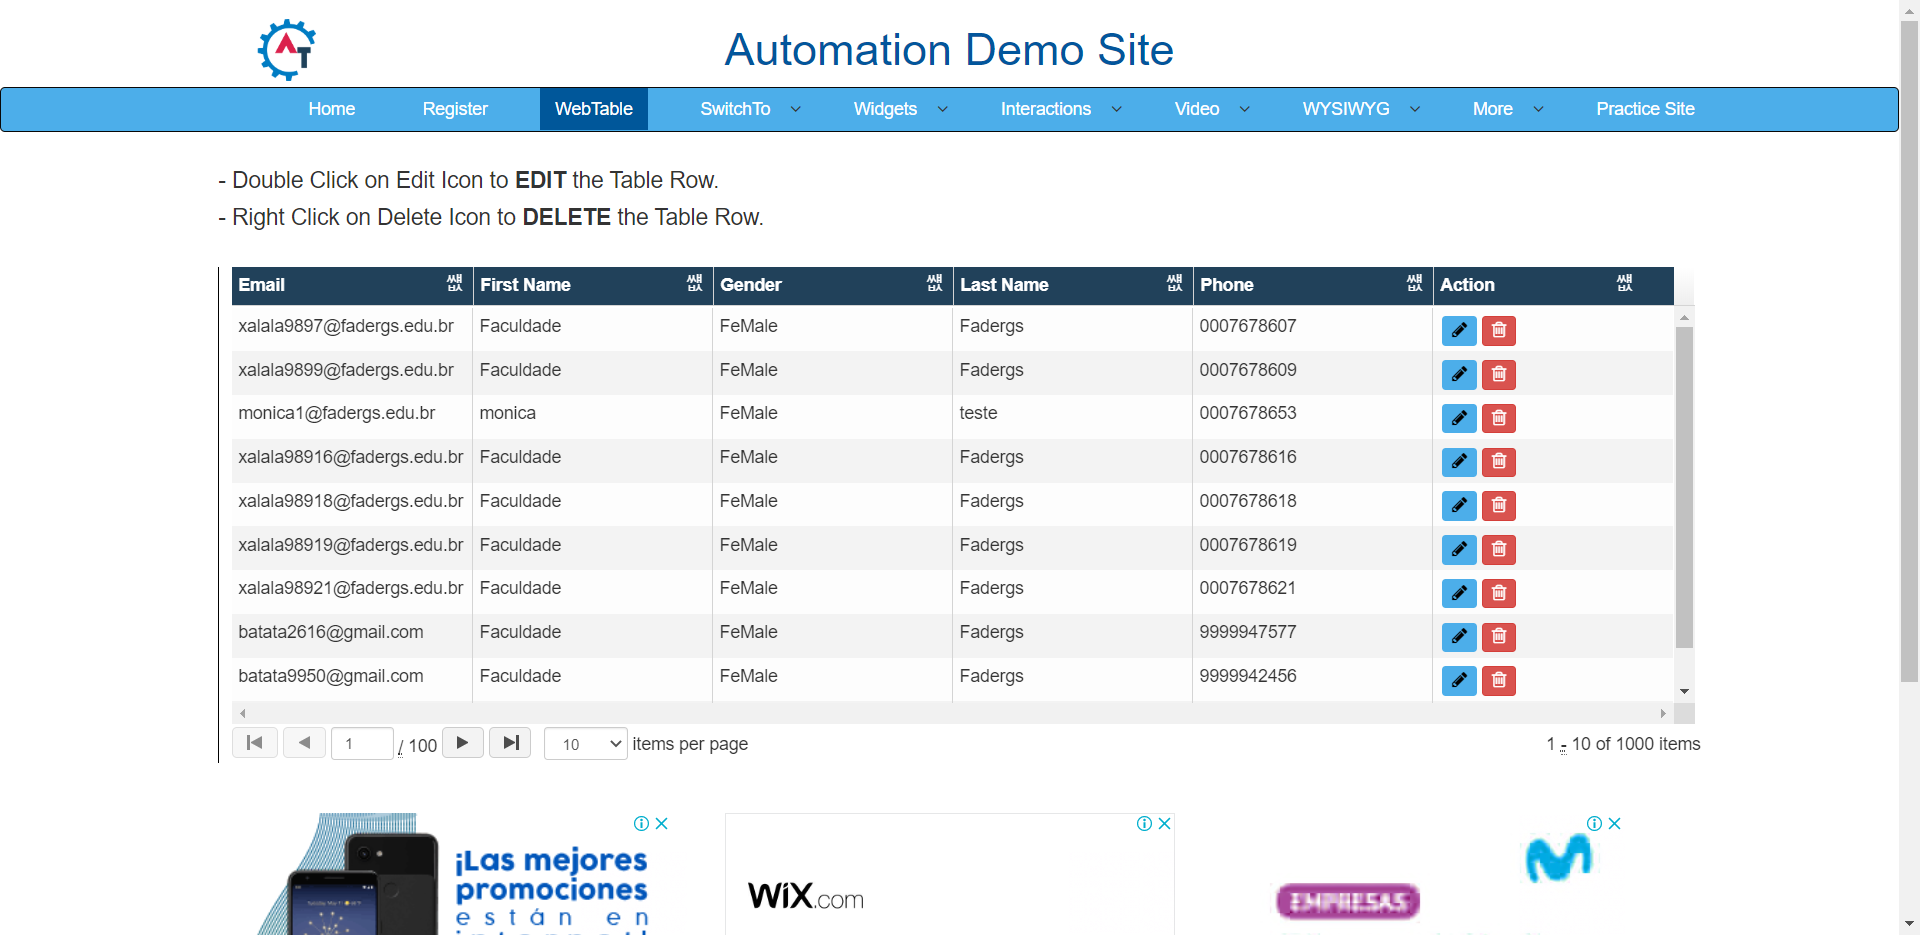 AT
Automation Demo Site
Home Register WebTable SwitchTo Widgets Interactions Video WYSIWYG More Practice Site
- Double Click on Edit Icon to EDIT the Table Row.
- Right Click on Delete Icon to DELETE the Table Row.
Email First Name Gender Last Name Phone Action
xalala9897@fadergs.edu.br Faculdade FeMale Fadergs 0007678607
xalala9899@fadergs.edu.br Faculdade FeMale Fadergs 0007678609
monica1@fadergs.edu.br monica FeMale teste 0007678653
xalala98916@fadergs.edu.br Faculdade FeMale Fadergs 0007678616
xalala98918@fadergs.edu.br Faculdade FeMale Fadergs 0007678618
xalala98919@fadergs.edu.br Faculdade FeMale Fadergs 0007678619
xalala98921@fadergs.edu.br Faculdade FeMale Fadergs 0007678621
batata2616@gmail.com Faculdade FeMale Fadergs 9999947577
batata9950@gmail.com Faculdade FeMale Fadergs 9999942456
1 / 100 10 items per page 1 - 10 of 1000 items
¡Las mejores
promociones
están en
WiX.com
EMPRESAS